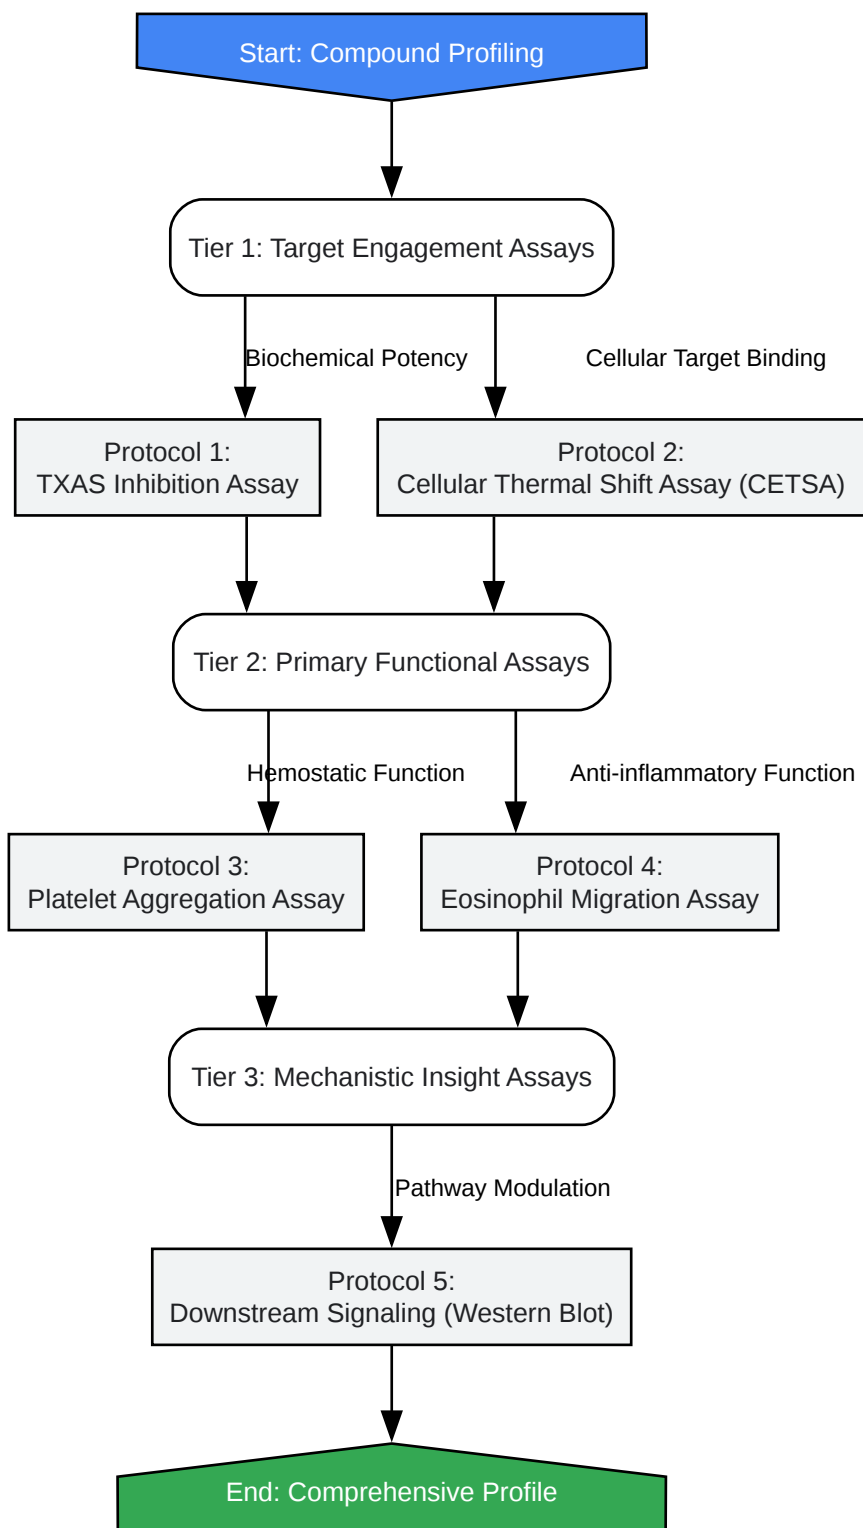 Start: Compound Profiling
Tier 1: Target Engagement Assays
Biochemical Potency
Cellular Target Binding
Protocol 1:
TXAS Inhibition Assay
Protocol 2:
Cellular Thermal Shift Assay (CETSA)
Tier 2: Primary Functional Assays
Hemostatic Function
Anti-inflammatory Function
Protocol 3:
Platelet Aggregation Assay
Protocol 4:
Eosinophil Migration Assay
Tier 3: Mechanistic Insight Assays
Pathway Modulation
Protocol 5:
Downstream Signaling (Western Blot)
End: Comprehensive Profile